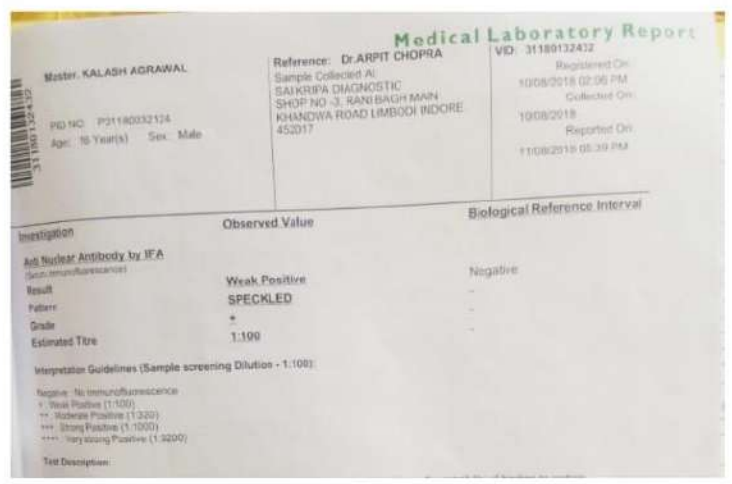 Medical Laboratory Report
Master. KALASH AGRAWAL
PID NO: P31180032124
Age: 16 Year(s) Sex: Male
31180132432
Reference: Dr.ARPIT CHOPRA
Sample Collected At:
SAI KRIPA DIAGNOSTIC
SHOP NO -3, RANI BAGH MAIN
KHANDWA ROAD LIMBODI INDORE
452017
VID: 31180132432
Registered On:
10/08/2018 02:06 PM
Collected On:
10/08/2018
Reported On:
11/08/2018 05:39 PM
Investigation Observed Value Biological Reference Interval
Anti Nuclear Antibody by IFA
Result Weak Positive Negative
Pattern SPECKLED -
Grade + -
Estimated Titre 1:100 -
Interpretation Guidelines (Sample screening Dilution - 1:100):
Negative : No Immunofluorescence
+ : Weak Positive (1:100)
++ : Moderate Positive (1:320)
+++ : Strong Positive (1:1000)
++++ : Very strong Positive (1:3200)
Test Description: